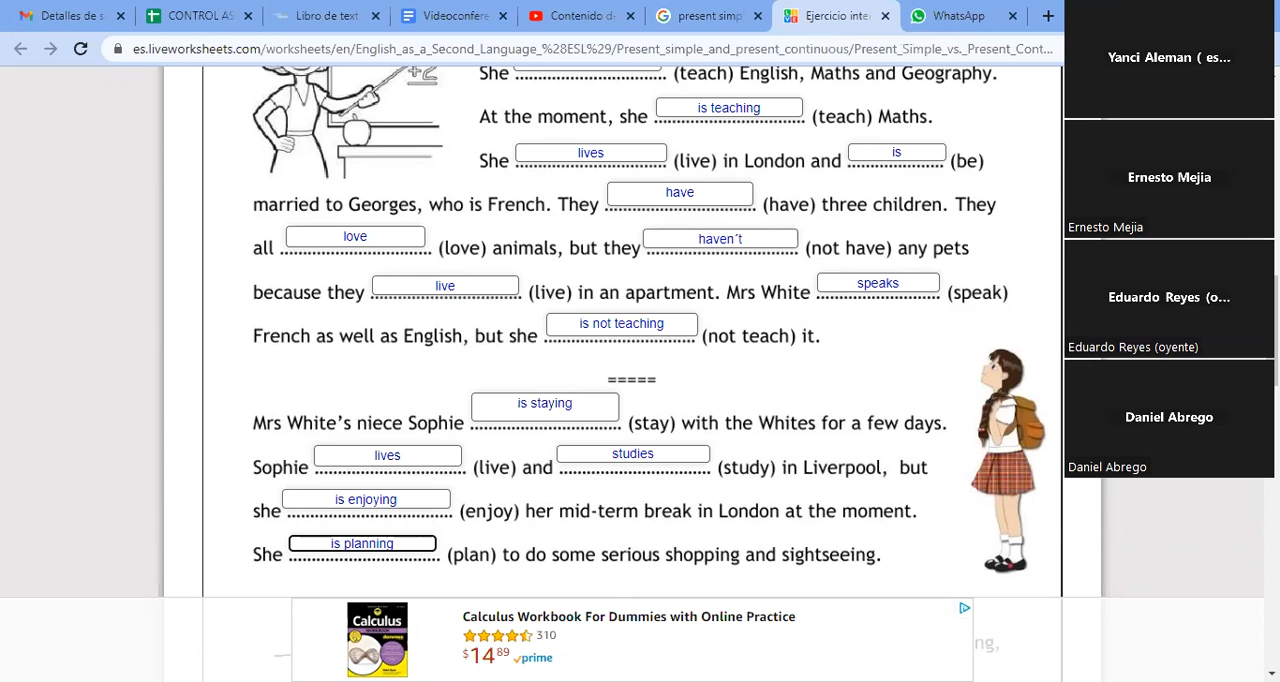 Detalles de s
CONTROL AS
Libro de text
Videoconfere
Contenido d
present simp
Ejercicio inte
WhatsApp
es.liveworksheets.com/worksheets/en/English_as_a_Second_Language_%28ESL%29/Present_simple_and_present_continuous/Present_Simple_vs._Present_Cont...
She ........................... (teach) English, Maths and Geography.
At the moment, she is teaching (teach) Maths.
She lives (live) in London and is (be)
married to Georges, who is French. They have (have) three children. They
all love (love) animals, but they haven´t (not have) any pets
because they live (live) in an apartment. Mrs White speaks (speak)
French as well as English, but she is not teaching (not teach) it.
=====
Mrs White's niece Sophie is staying (stay) with the Whites for a few days.
Sophie lives (live) and studies (study) in Liverpool, but
she is enjoying (enjoy) her mid-term break in London at the moment.
She is planning (plan) to do some serious shopping and sightseeing.
Calculus
Calculus Workbook For Dummies with Online Practice
310
$14 89 prime
ng,
Yanci Aleman ( es...
Ernesto Mejia
Ernesto Mejia
Eduardo Reyes (o...
Eduardo Reyes (oyente)
Daniel Abrego
Daniel Abrego